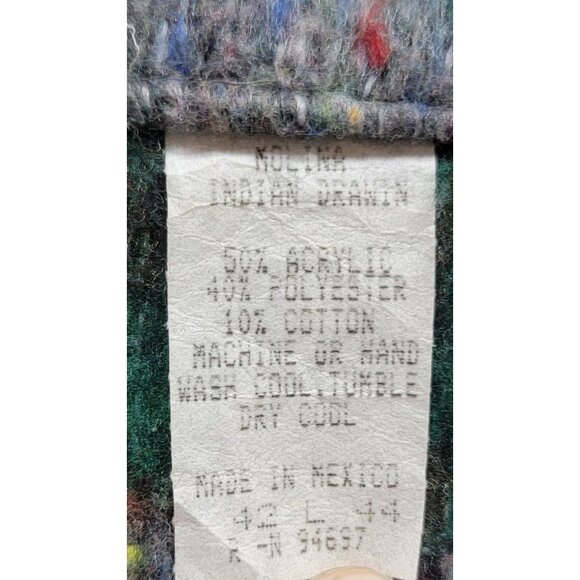 MOLINA
INDIAN DRAWIN
50% ACRYLIC
40% POLYESTER
10% COTTON
MACHINE OR HAND
WASH COOL.TUMBLE
DRY COOL
MADE IN MEXICO
42 L 44
R -N 94697